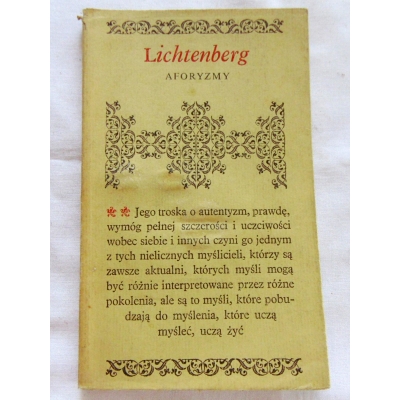 Lichtenberg
AFORYZMY
Jego troska o autentyzm, prawdę,
wymóg pełnej szczerości i uczciwości
wobec siebie i innych czyni go jednym
z tych nielicznych myślicieli, którzy są
zawsze aktualni, których myśli mogą
być różnie interpretowane przez różne
pokolenia, ale są to myśli, które pobu-
dzają do myślenia, które uczą
myśleć, uczą żyć